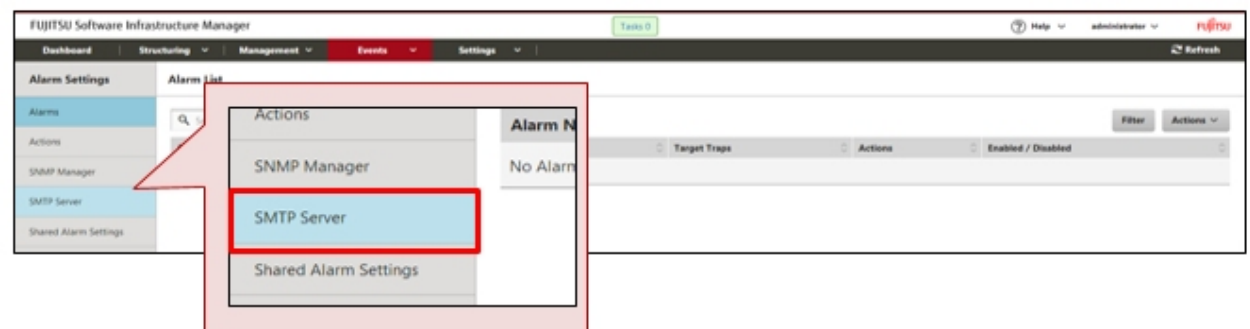 FUJITSU Software Infrastructure Manager
Tasks 0
Help
administrator
FUJITSU
Dashboard
Structuring
Management
Events
Settings
Refresh
Alarm Settings
Alarm List
Alarms
Filter
Actions
Actions
Target Traps
Actions
Enabled / Disabled
SNMP Manager
SMTP Server
Shared Alarm Settings
Actions
Alarm N
SNMP Manager
No Alarm
SMTP Server
Shared Alarm Settings